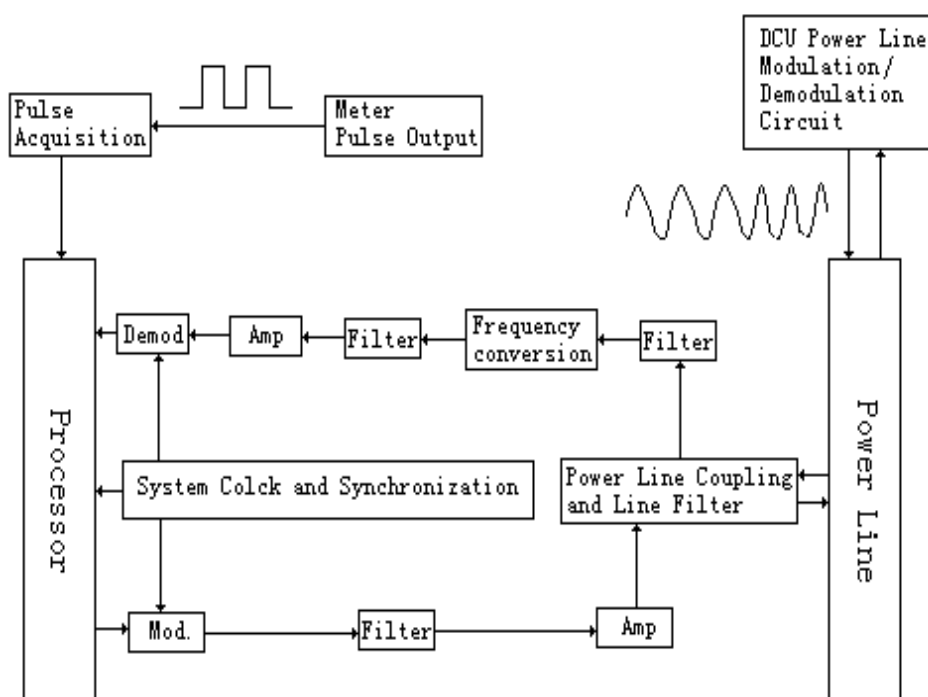 DCU Power Line
Modulation/
Demodulation
Circuit
Pulse
Acquisition
Meter
Pulse Output
Demod
Amp
Filter
Frequency
conversion
Filter
Processor
System Colck and Synchronization
Power Line Coupling
and Line Filter
Power Line
Mod.
Filter
Amp